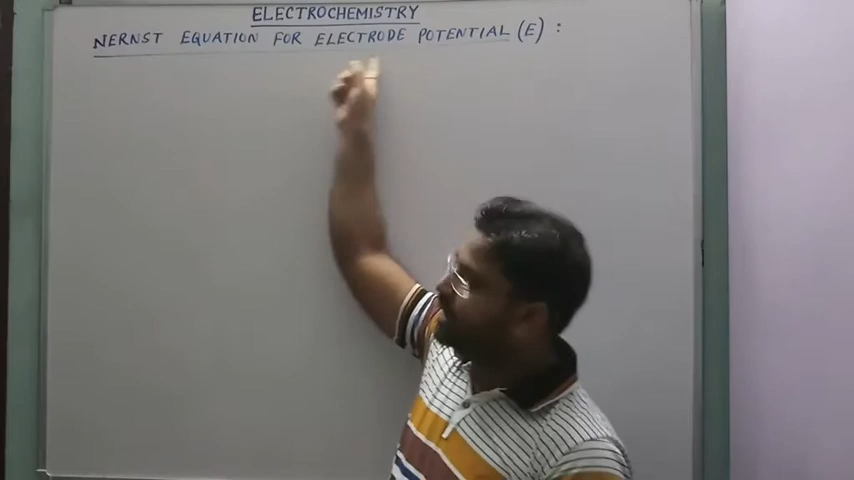 ELECTROCHEMISTRY
NERNST EQUATION FOR ELECTRODE POTENTIAL (E) :